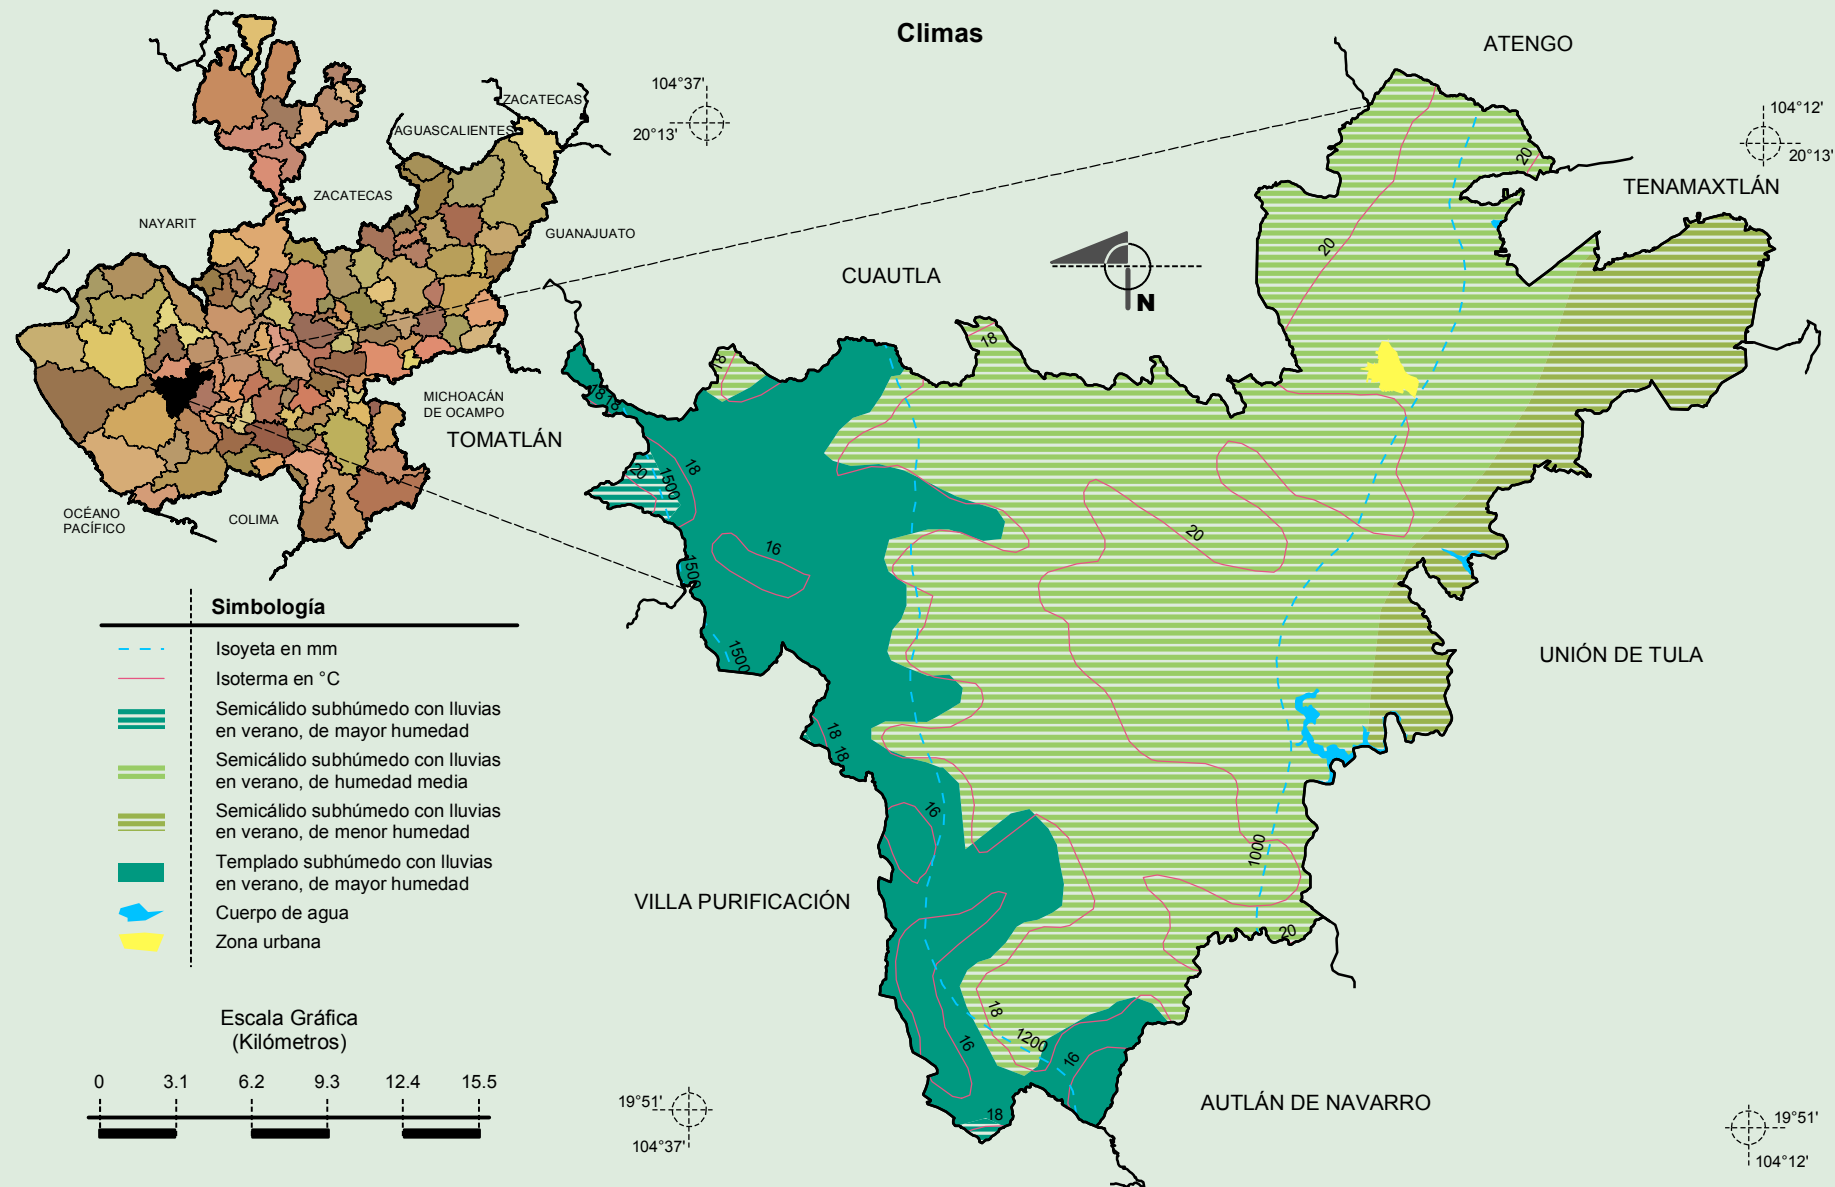 Climas
ATENGO
104°37'
20°13'
104°12'
20°13'
ZACATECAS
AGUASCALIENTES
ZACATECAS
NAYARIT
GUANAJUATO
MICHOACÁN
DE OCAMPO
COLIMA
OCÉANO
PACÍFICO
TENAMAXTLÁN
CUAUTLA
N
TOMATLÁN
UNIÓN DE TULA
VILLA PURIFICACIÓN
AUTLÁN DE NAVARRO
20
20
18
18
18
18
18
20
1500
16
20
1500
1500
18
18
16
1000
20
18
1200
16
16
18
Simbología
Isoyeta en mm
Isoterma en °C
Semicálido subhúmedo con lluvias
en verano, de mayor humedad
Semicálido subhúmedo con lluvias
en verano, de humedad media
Semicálido subhúmedo con lluvias
en verano, de menor humedad
Templado subhúmedo con lluvias
en verano, de mayor humedad
Cuerpo de agua
Zona urbana
Escala Gráfica
(Kilómetros)
0 3.1 6.2 9.3 12.4 15.5
19°51'
104°37'
19°51'
104°12'